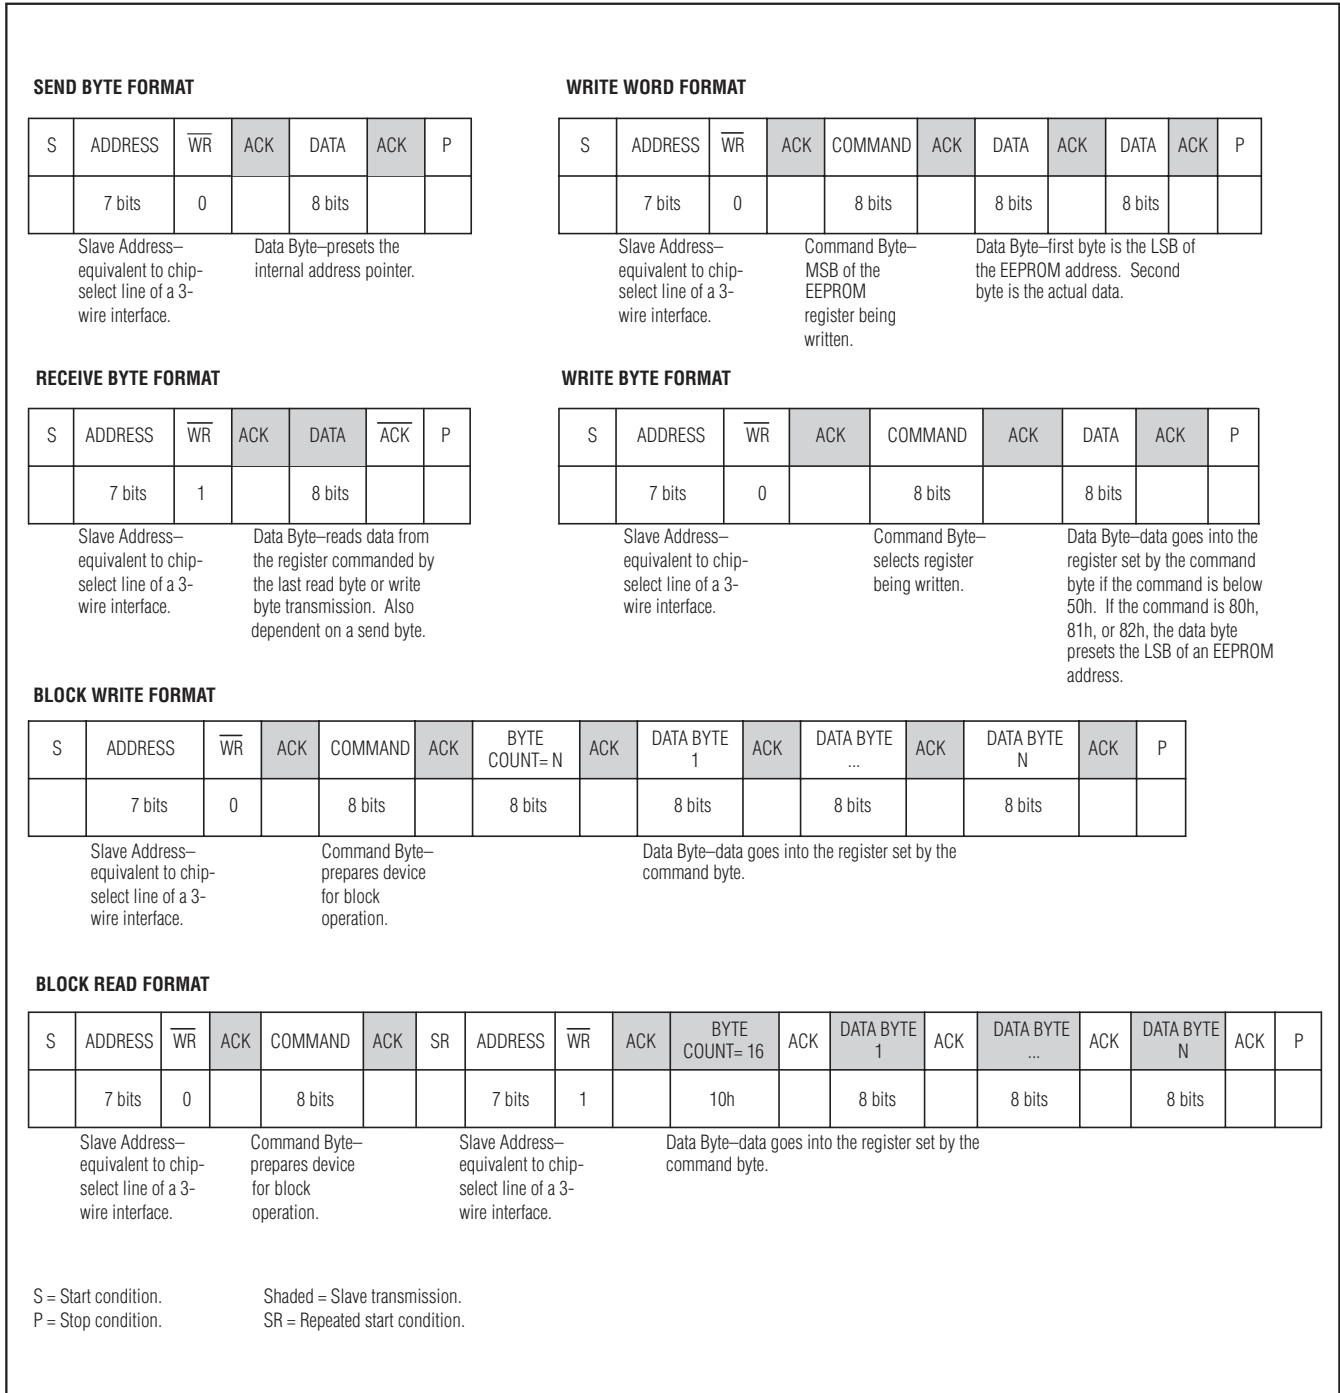 SEND BYTE FORMAT
S ADDRESS WR ACK DATA ACK P
7 bits 0 8 bits
Slave Address–
equivalent to chip-
select line of a 3-
wire interface.
Data Byte–presets the
internal address pointer.
WRITE WORD FORMAT
S ADDRESS WR ACK COMMAND ACK DATA ACK DATA ACK P
7 bits 0 8 bits 8 bits 8 bits
Slave Address–
equivalent to chip-
select line of a 3-
wire interface.
Command Byte–
MSB of the
EEPROM
register being
written.
Data Byte–first byte is the LSB of
the EEPROM address. Second
byte is the actual data.
RECEIVE BYTE FORMAT
S ADDRESS WR ACK DATA ACK P
7 bits 1 8 bits
Slave Address–
equivalent to chip-
select line of a 3-
wire interface.
Data Byte–reads data from
the register commanded by
the last read byte or write
byte transmission. Also
dependent on a send byte.
WRITE BYTE FORMAT
S ADDRESS WR ACK COMMAND ACK DATA ACK P
7 bits 0 8 bits 8 bits
Slave Address–
equivalent to chip-
select line of a 3-
wire interface.
Command Byte–
selects register
being written.
Data Byte–data goes into the
register set by the command
byte if the command is below
50h. If the command is 80h,
81h, or 82h, the data byte
presets the LSB of an EEPROM
address.
BLOCK WRITE FORMAT
S ADDRESS WR ACK COMMAND ACK BYTE COUNT= N ACK DATA BYTE 1 ACK DATA BYTE ... ACK DATA BYTE N ACK P
7 bits 0 8 bits 8 bits 8 bits 8 bits 8 bits
Slave Address–
equivalent to chip-
select line of a 3-
wire interface.
Command Byte–
prepares device
for block
operation.
Data Byte–data goes into the register set by the
command byte.
BLOCK READ FORMAT
S ADDRESS WR ACK COMMAND ACK SR ADDRESS WR ACK BYTE COUNT= 16 ACK DATA BYTE 1 ACK DATA BYTE ... ACK DATA BYTE N ACK P
7 bits 0 8 bits 7 bits 1 10h 8 bits 8 bits 8 bits
Slave Address–
equivalent to chip-
select line of a 3-
wire interface.
Command Byte–
prepares device
for block
operation.
Slave Address–
equivalent to chip-
select line of a 3-
wire interface.
Data Byte–data goes into the register set by the
command byte.
S = Start condition.
P = Stop condition.
Shaded = Slave transmission.
SR = Repeated start condition.